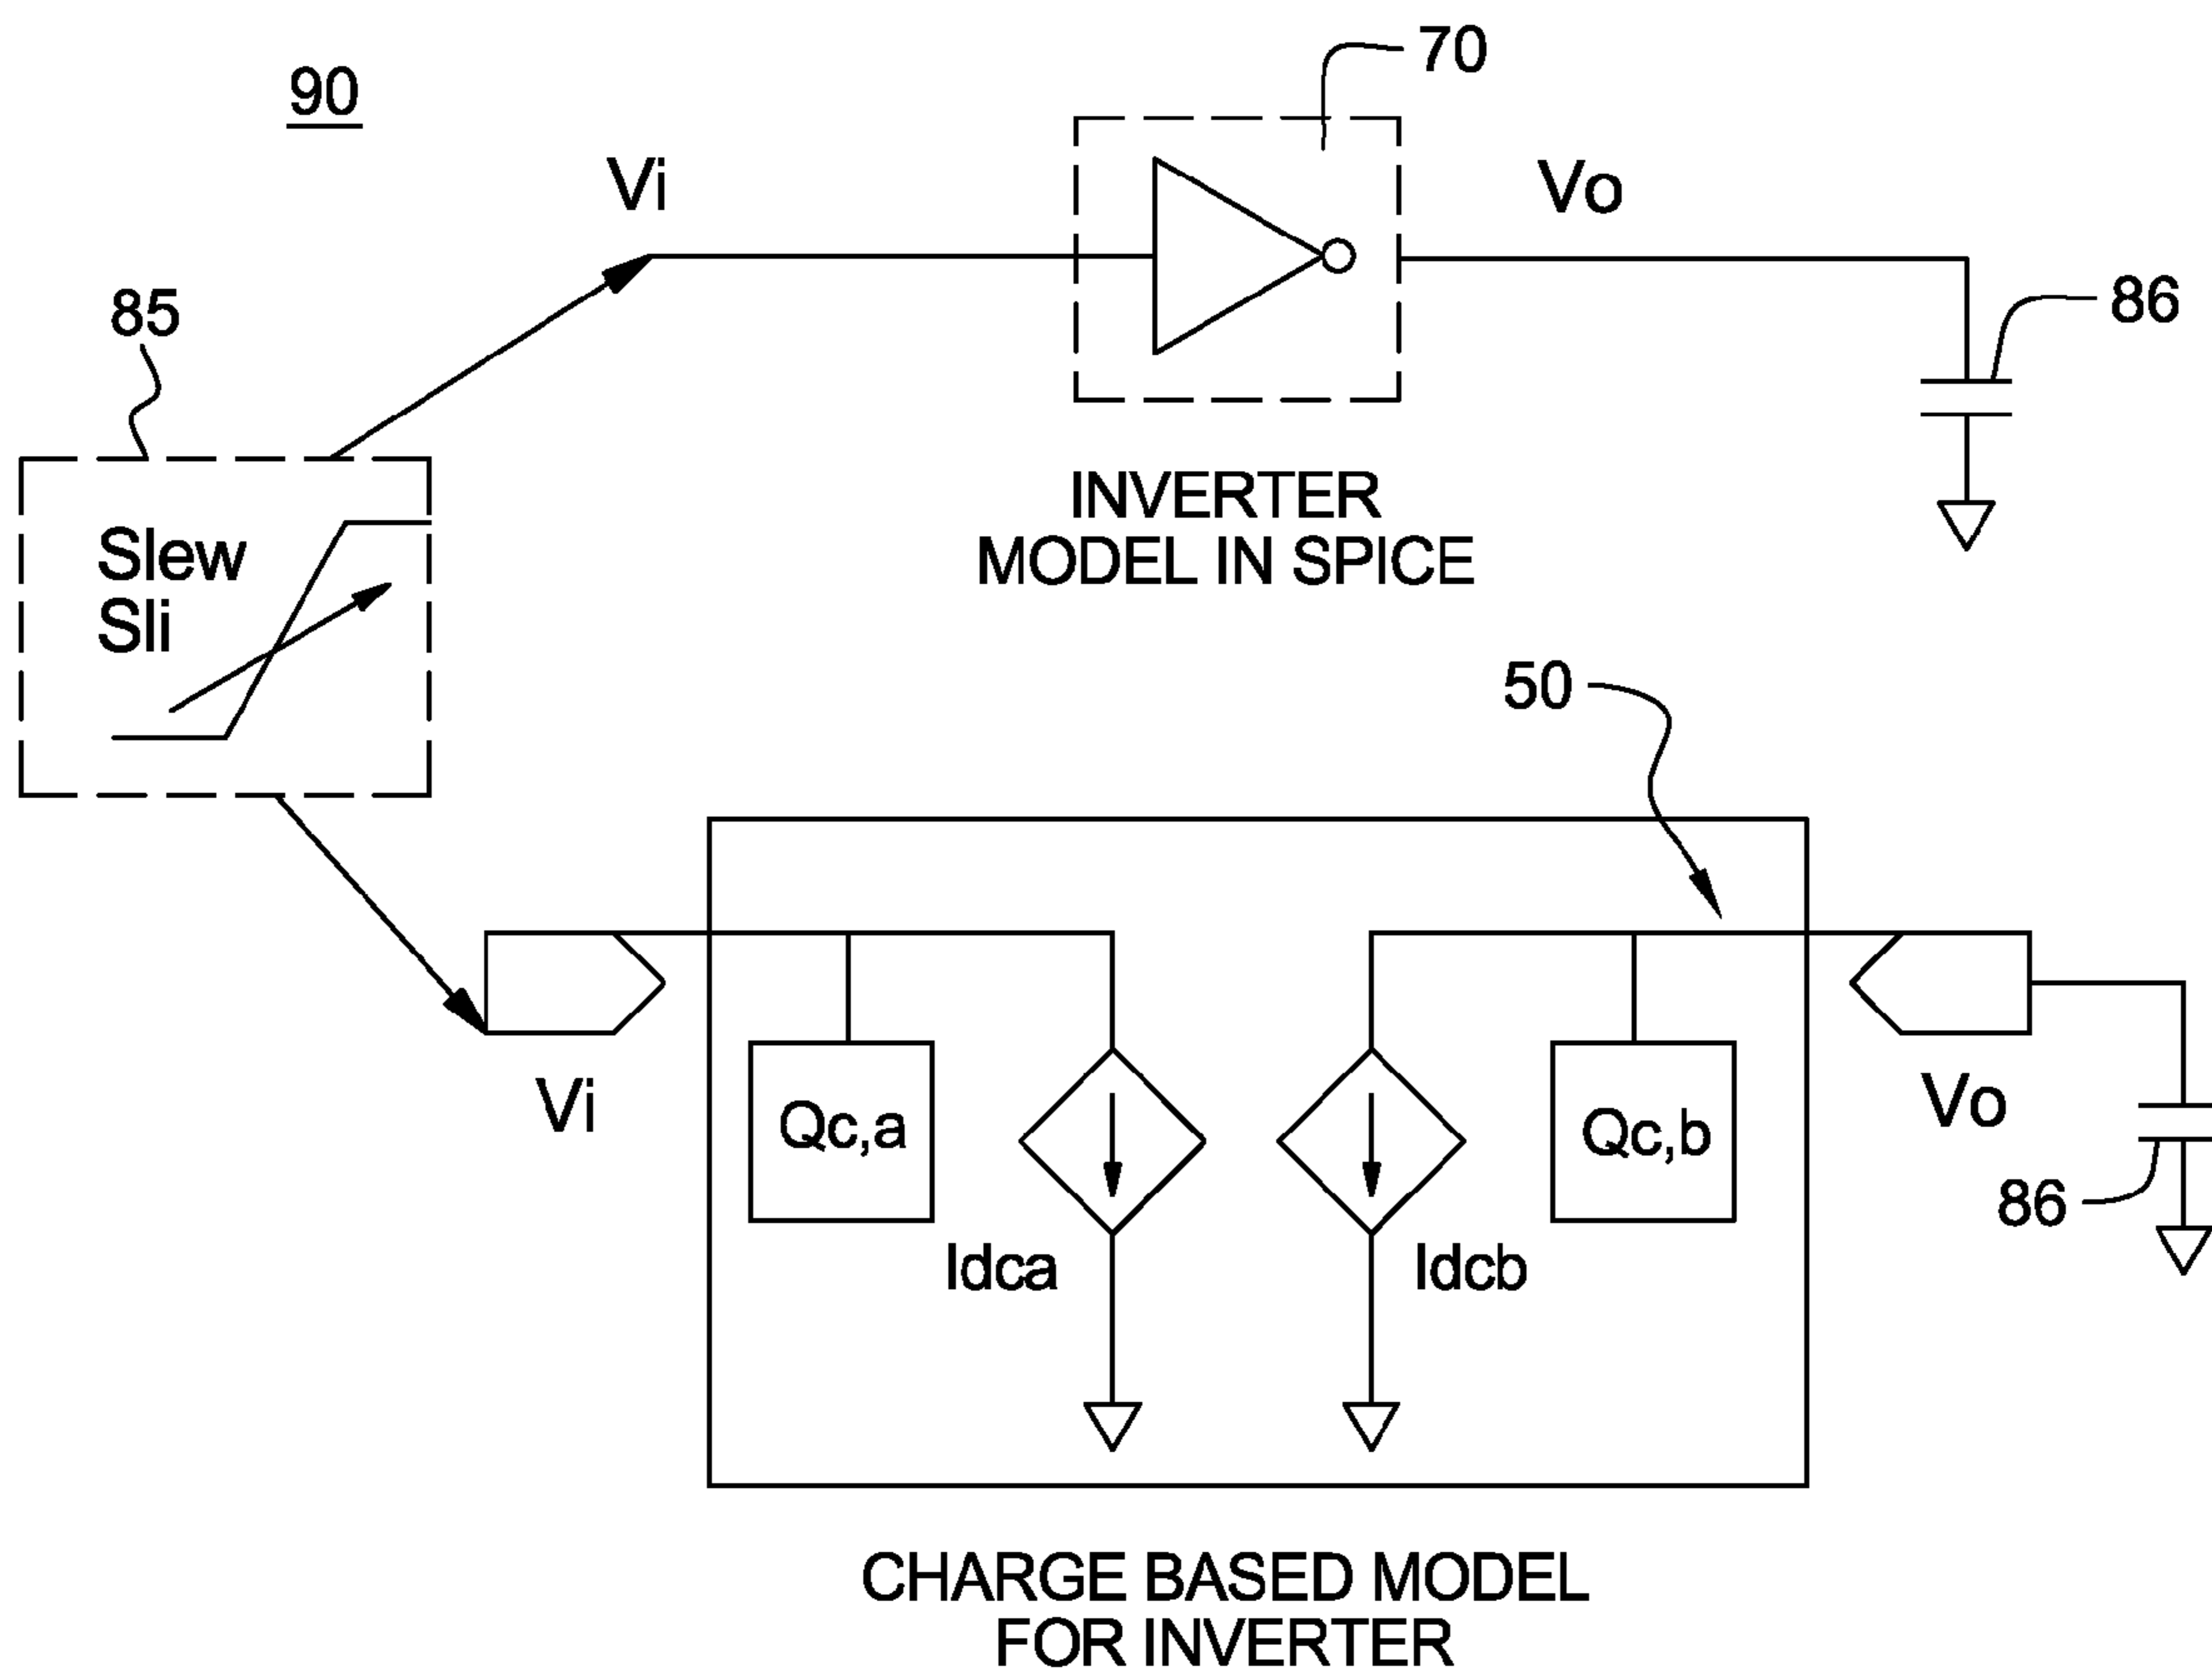 90
70
Vi
Vo
85
86
Slew
Sli
INVERTER
MODEL IN SPICE
50
Vi
Qc,a
Idca
Idcb
Qc,b
Vo
86
CHARGE BASED MODEL
FOR INVERTER